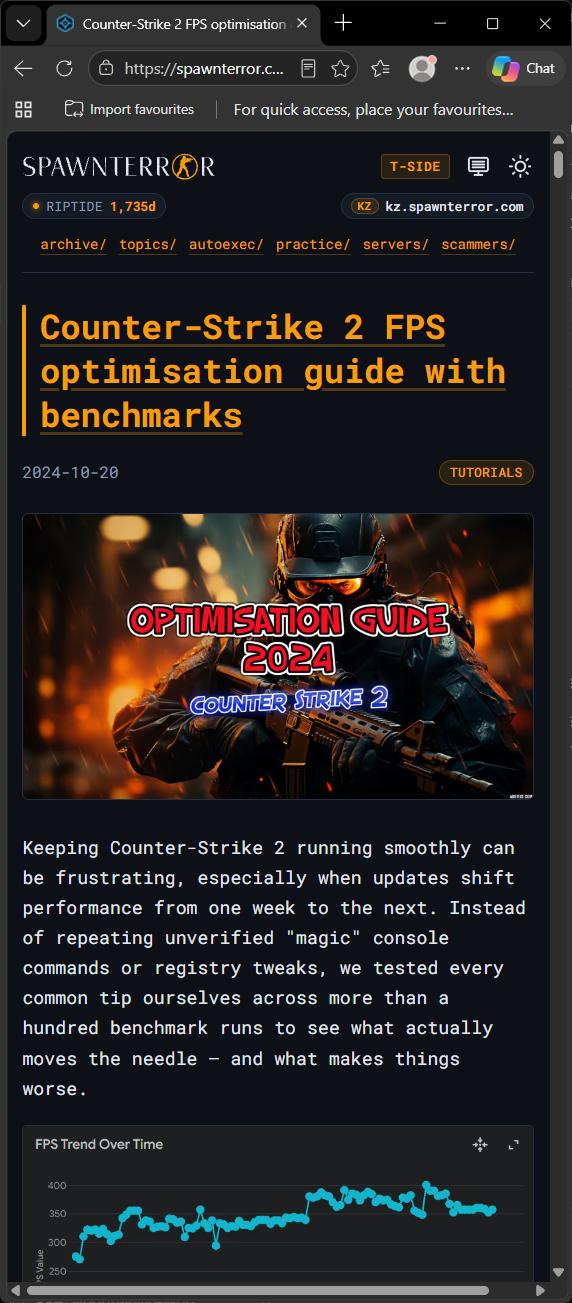 Counter-Strike 2 FPS optimisation
https://spawnterror.c...
Chat
Import favourites
For quick access, place your favourites...
SPAWNTERROR
T-SIDE
RIPTIDE 1,735d
KZ kz.spawnterror.com
archive/ topics/ autoexec/ practice/ servers/ scammers/
Counter-Strike 2 FPS
optimisation guide with
benchmarks
2024-10-20
TUTORIALS
OPTIMISATION GUIDE
2024
COUNTER STRIKE 2
Keeping Counter-Strike 2 running smoothly can
be frustrating, especially when updates shift
performance from one week to the next. Instead
of repeating unverified "magic" console
commands or registry tweaks, we tested every
common tip ourselves across more than a
hundred benchmark runs to see what actually
moves the needle — and what makes things
worse.
FPS Trend Over Time
400
350
300
250